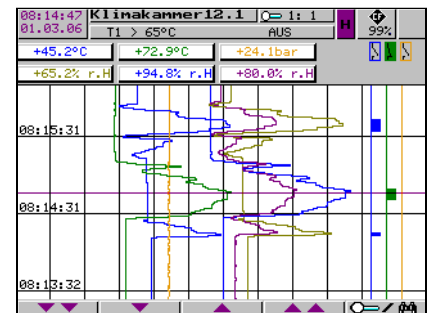 08:14:47 Klimakammer12.1 1: 1 H 99%
01.03.06 T1 > 65°C AUS
+45.2°C +72.9°C +24.1bar
+65.2% r.H +94.8% r.H +80.0% r.H
08:15:31
08:14:31
08:13:32